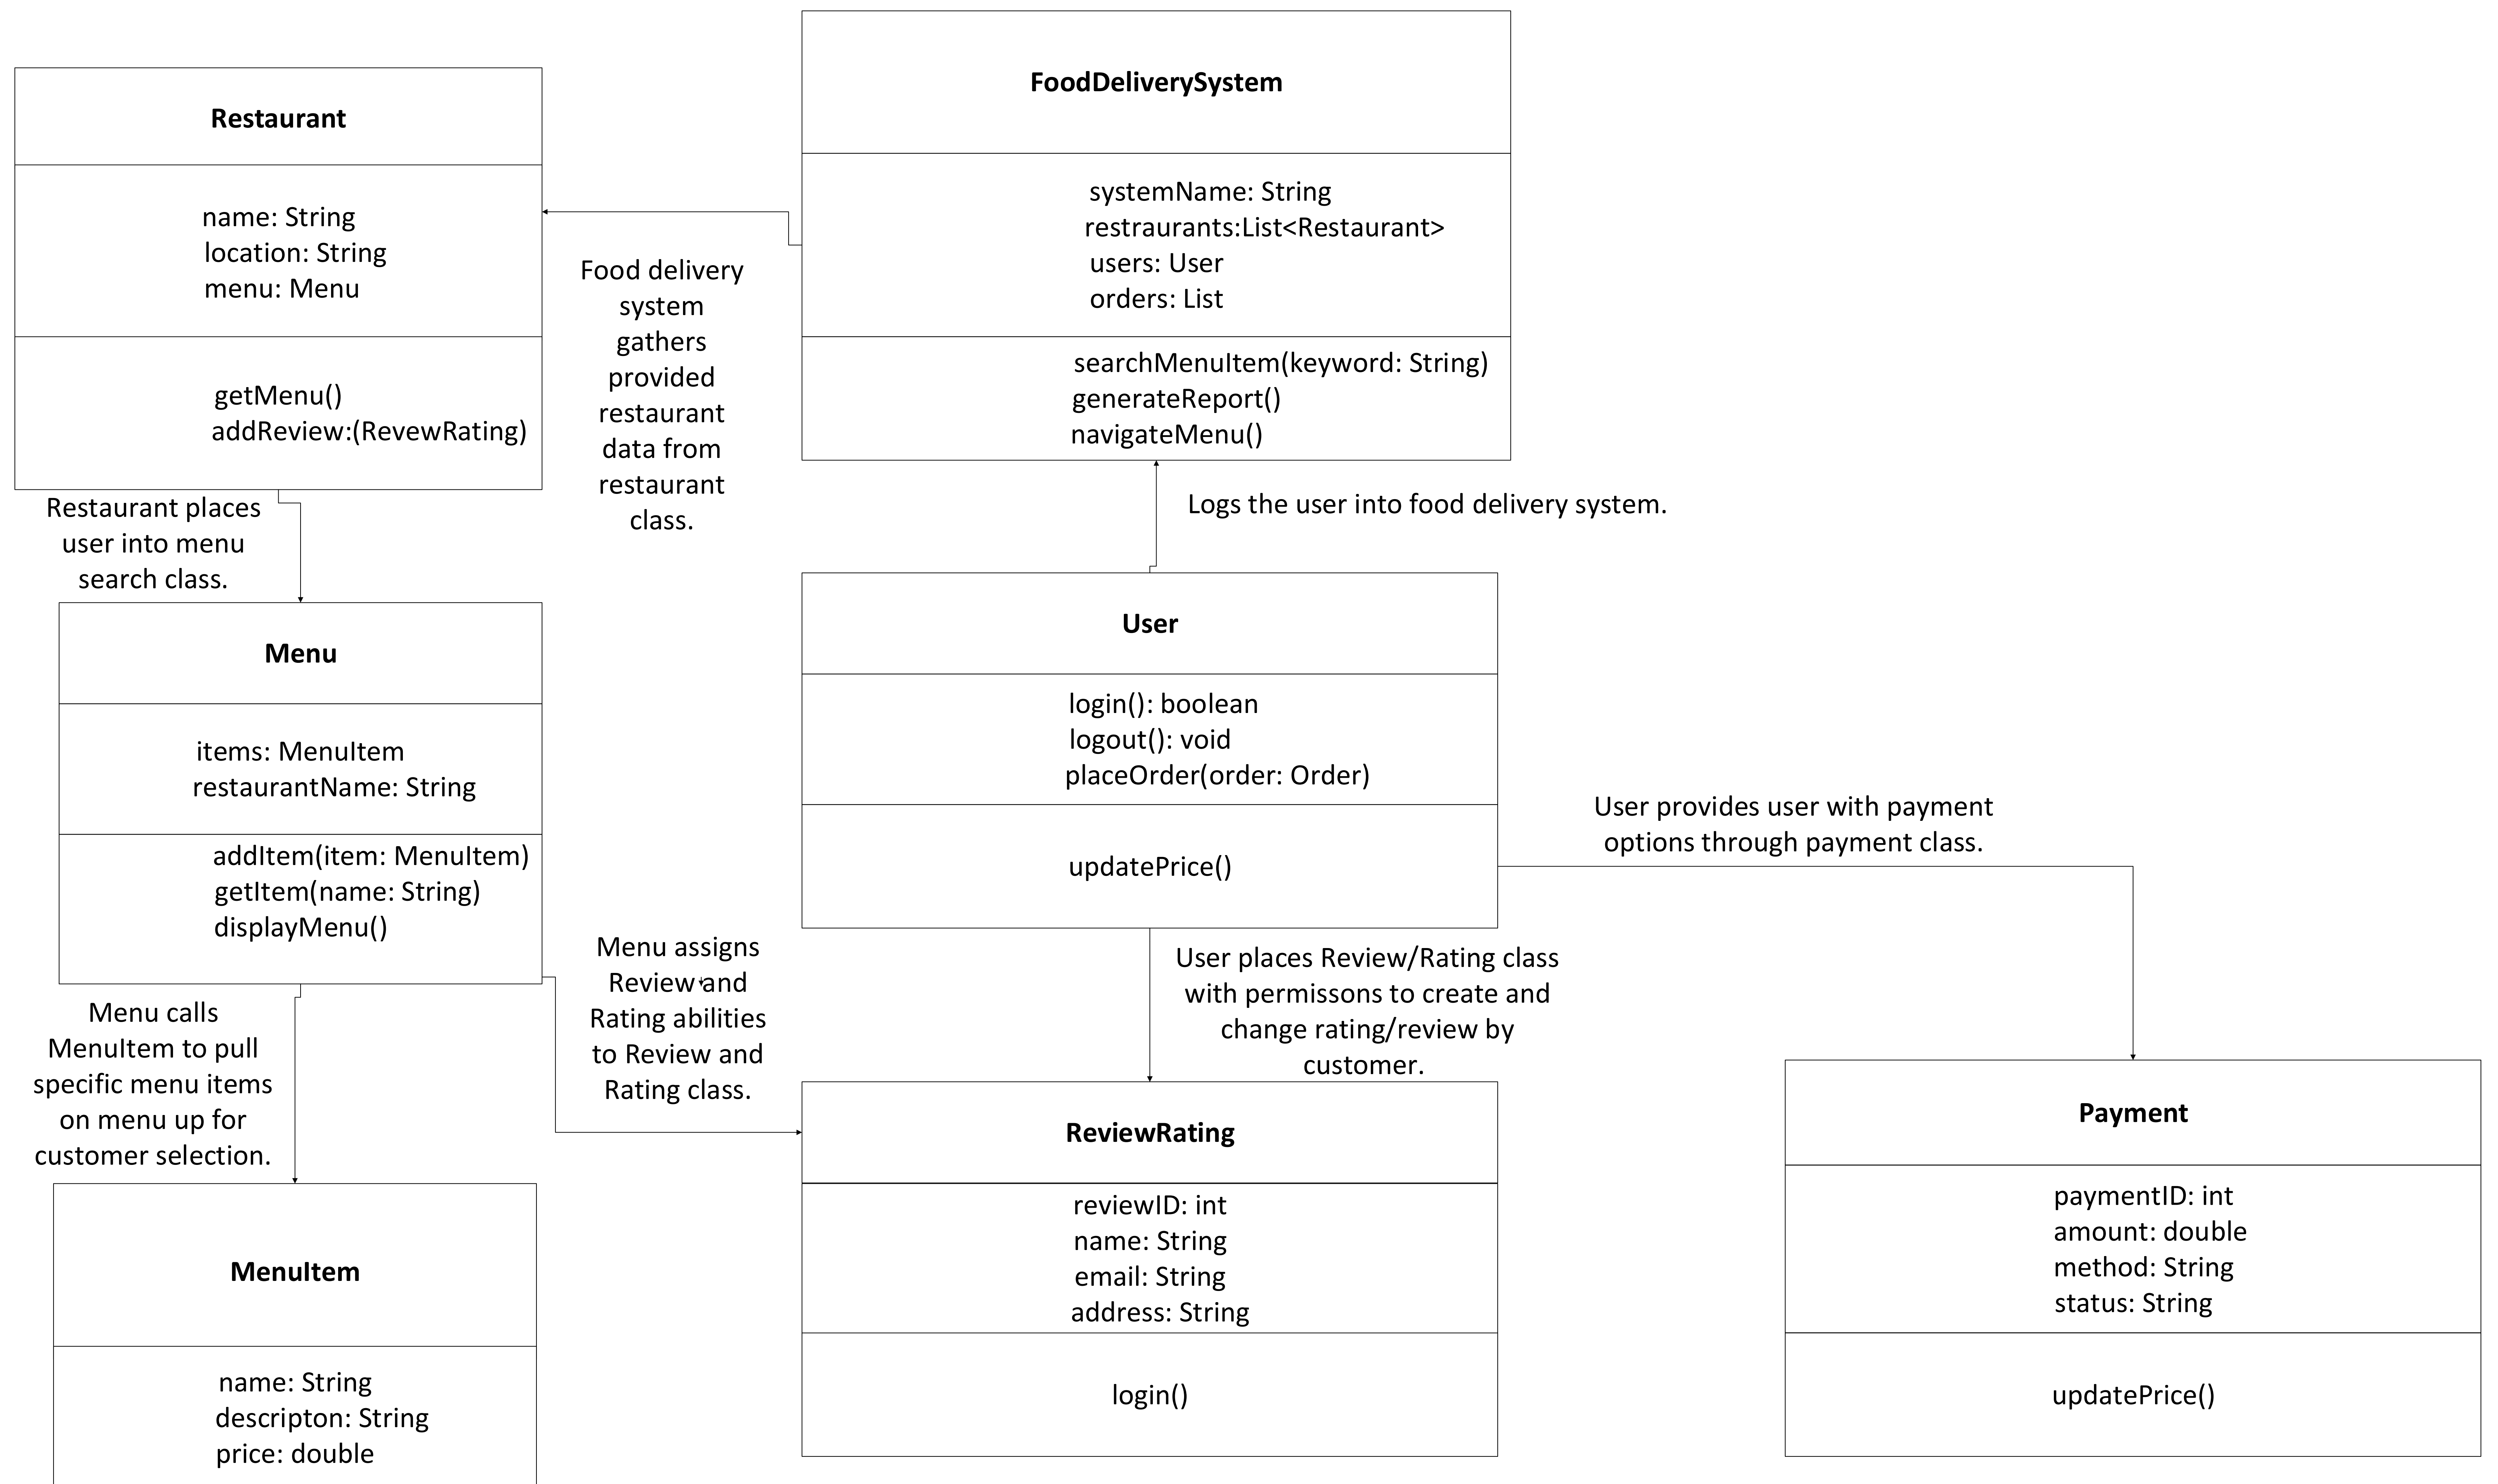 Restaurant
name: String
location: String
menu: Menu
getMenu()
addReview:(RevewRating)
Food delivery
system
gathers
provided
restaurant
data from
restaurant
class.
FoodDeliverySystem
systemName: String
restraurants:List<Restaurant>
users: User
orders: List
searchMenuItem(keyword: String)
generateReport()
navigateMenu()
Restaurant places
user into menu
search class.
Logs the user into food delivery system.
Menu
items: MenuItem
restaurantName: String
addItem(item: MenuItem)
getItem(name: String)
displayMenu()
User
login(): boolean
logout(): void
placeOrder(order: Order)
updatePrice()
User provides user with payment
options through payment class.
Menu assigns
Review and
Rating abilities
to Review and
Rating class.
User places Review/Rating class
with permissons to create and
change rating/review by
customer.
Menu calls
MenuItem to pull
specific menu items
on menu up for
customer selection.
MenuItem
name: String
descripton: String
price: double
ReviewRating
reviewID: int
name: String
email: String
address: String
login()
Payment
paymentID: int
amount: double
method: String
status: String
updatePrice()